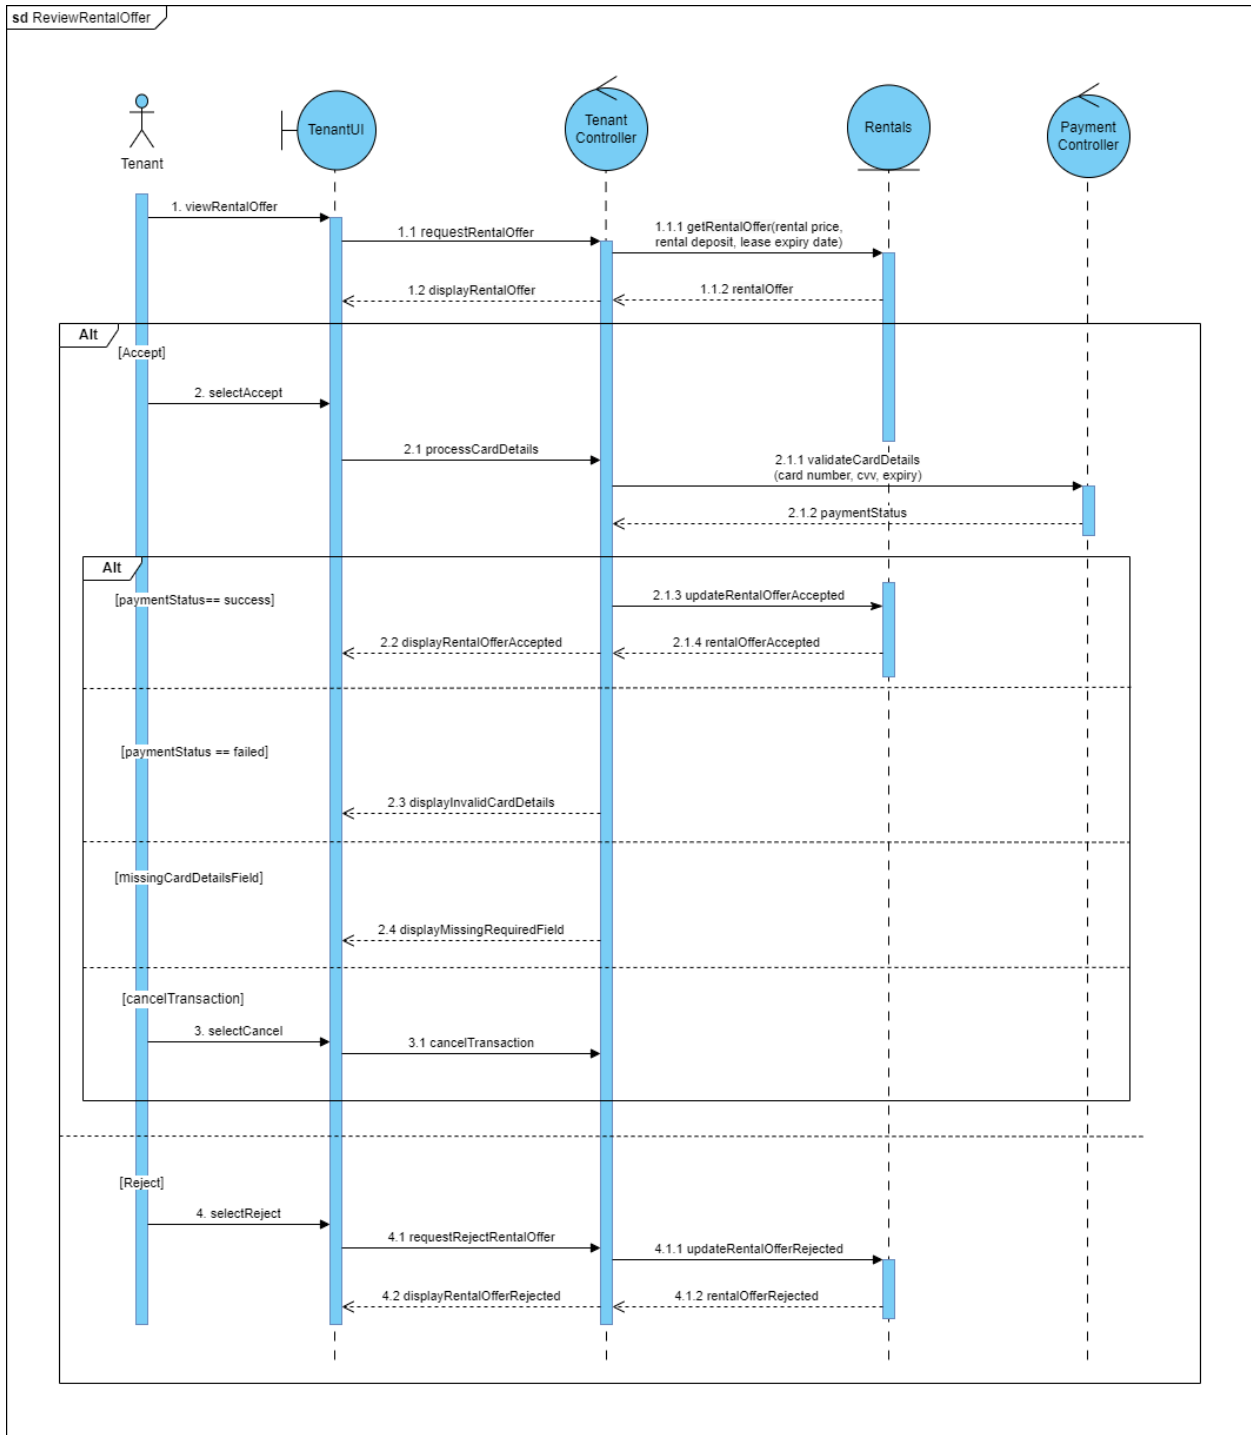 sd ReviewRentalOffer
Tenant
TenantUI
Tenant
Controller
Rentals
Payment
Controller
1. viewRentalOffer
1.1 requestRentalOffer
1.1.1 getRentalOffer(rental price,
rental deposit, lease expiry date)
1.2 displayRentalOffer
1.1.2 rentalOffer
Alt
[Accept]
2. selectAccept
2.1 processCardDetails
2.1.1 validateCardDetails
(card number, cvv, expiry)
2.1.2 paymentStatus
Alt
[paymentStatus== success]
2.1.3 updateRentalOfferAccepted
2.2 displayRentalOfferAccepted
2.1.4 rentalOfferAccepted
[paymentStatus == failed]
2.3 displayInvalidCardDetails
[missingCardDetailsField]
2.4 displayMissingRequiredField
[cancelTransaction]
3. selectCancel
3.1 cancelTransaction
[Reject]
4. selectReject
4.1 requestRejectRentalOffer
4.1.1 updateRentalOfferRejected
4.2 displayRentalOfferRejected
4.1.2 rentalOfferRejected